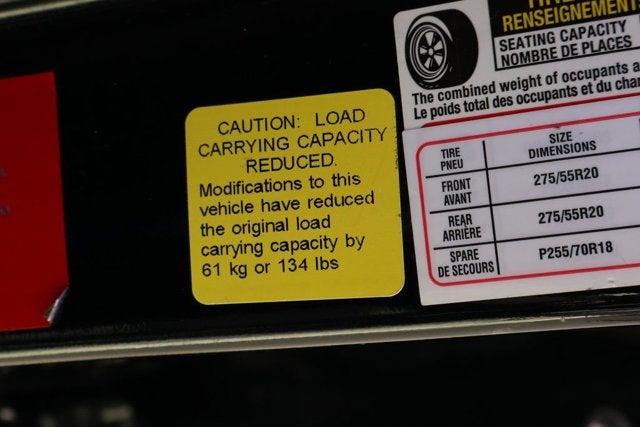 CAUTION: LOAD
CARRYING CAPACITY
REDUCED.
Modifications to this
vehicle have reduced
the original load
carrying capacity by
61 kg or 134 lbs
SEATING CAPACITY
NOMBRE DE PLACES
The combined weight of occupants
Le poids total des occupants et du
TIRE
PNEU
SIZE
DIMENSIONS
FRONT
AVANT
275/55R20
REAR
ARRIÈRE
275/55R20
SPARE
DE SECOURS
P255/70R18